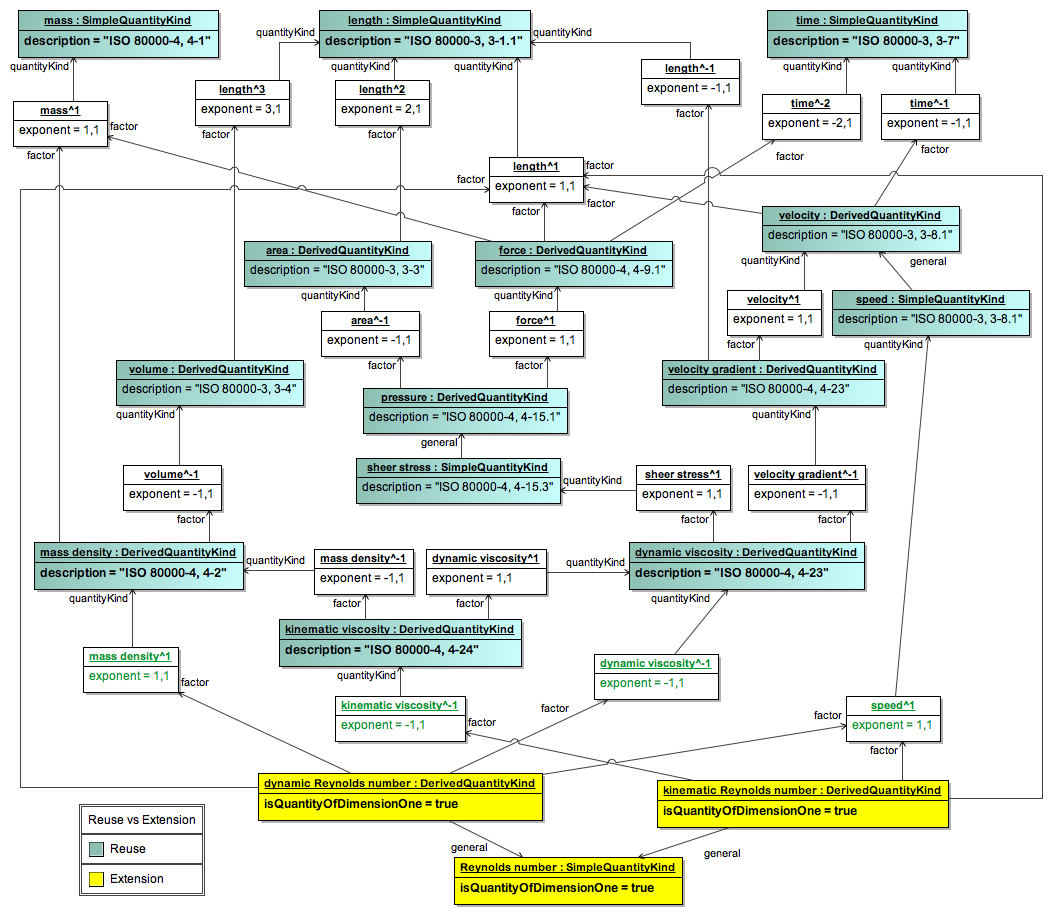 mass : SimpleQuantityKind
description = "ISO 80000-4, 4-1"
length : SimpleQuantityKind
description = "ISO 80000-3, 3-1.1"
time : SimpleQuantityKind
description = "ISO 80000-3, 3-7"
quantityKind
quantityKind
quantityKind
quantityKind
quantityKind
quantityKind
quantityKind
length^-1
exponent = -1,1
length^3
exponent = 3,1
length^2
exponent = 2,1
mass^1
exponent = 1,1
time^-2
exponent = -2,1
time^-1
exponent = -1,1
factor
factor
factor
factor
factor
factor
factor
length^1
exponent = 1,1
factor
factor
factor
factor
velocity : DerivedQuantityKind
description = "ISO 80000-3, 3-8.1"
area : DerivedQuantityKind
description = "ISO 80000-3, 3-3"
force : DerivedQuantityKind
description = "ISO 80000-4, 4-9.1"
quantityKind
general
quantityKind
quantityKind
velocity^1
exponent = 1,1
speed : SimpleQuantityKind
description = "ISO 80000-3, 3-8.1"
area^-1
exponent = -1,1
force^1
exponent = 1,1
factor
quantityKind
factor
factor
volume : DerivedQuantityKind
description = "ISO 80000-3, 3-4"
velocity gradient : DerivedQuantityKind
description = "ISO 80000-4, 4-23"
pressure : DerivedQuantityKind
description = "ISO 80000-4, 4-15.1"
quantityKind
quantityKind
general
sheer stress : SimpleQuantityKind
description = "ISO 80000-4, 4-15.3"
volume^-1
exponent = -1,1
quantityKind
sheer stress^1
exponent = 1,1
velocity gradient^-1
exponent = -1,1
factor
factor
factor
mass density : DerivedQuantityKind
description = "ISO 80000-4, 4-2"
quantityKind
mass density^-1
exponent = -1,1
dynamic viscosity^1
exponent = 1,1
quantityKind
dynamic viscosity : DerivedQuantityKind
description = "ISO 80000-4, 4-23"
quantityKind
factor
factor
quantityKind
kinematic viscosity : DerivedQuantityKind
description = "ISO 80000-4, 4-24"
mass density^1
exponent = 1,1
factor
quantityKind
dynamic viscosity^-1
exponent = -1,1
kinematic viscosity^-1
exponent = -1,1
factor
factor
factor
speed^1
exponent = 1,1
factor
dynamic Reynolds number : DerivedQuantityKind
isQuantityOfDimensionOne = true
kinematic Reynolds number : DerivedQuantityKind
isQuantityOfDimensionOne = true
Reuse vs Extension
Reuse
Extension
general
general
Reynolds number : SimpleQuantityKind
isQuantityOfDimensionOne = true